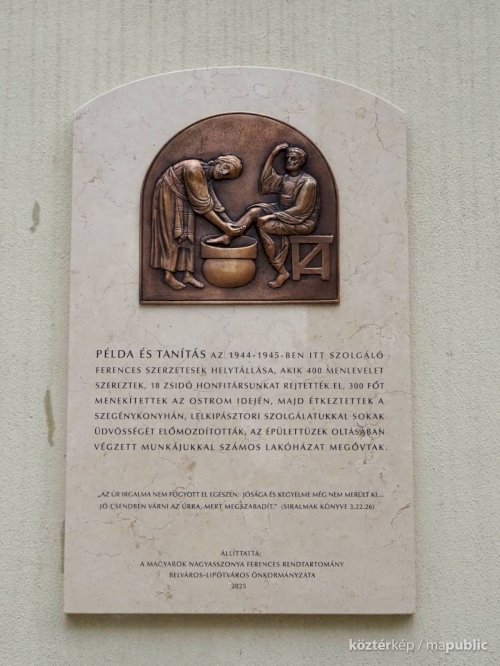 PÉLDA ÉS TANÍTÁS AZ 1944-1945-BEN ITT SZOLGÁLÓ
FERENCES SZERZETESEK HELYTÁLLÁSA, AKIK 400 MENLEVELET
SZEREZTEK, 18 ZSIDÓ HONFITÁRSUNKAT REJTETTÉK EL, 300 FŐT
MENEKÍTETTEK AZ OSTROM IDEJÉN, MAJD ÉTKEZTETTEK A
SZEGÉNYKONYHÁN, LELKIPÁSZTORI SZOLGÁLATUKKAL SOKAK
ÜDVÖSSÉGÉT ELŐMOZDÍTOTTÁK, AZ ÉPÜLETTÜZEK OLTÁSÁBAN
VÉGZETT MUNKÁJUKKAL SZÁMOS LAKÓHÁZAT MEGÓVTAK.
„AZ ÚR IRGALMA NEM FOGYOTT EL EGÉSZEN; JÓSÁGA ÉS KEGYELME MÉG NEM MERÜLT KI...
JÓ CSENDBEN VÁRNI AZ ÚRRA, MERT MEGSZABADÍT.” (SIRALMAK KÖNYVE 3,22.26)
ÁLLÍTTATTA:
A MAGYAROK NAGYASSZONYA FERENCES RENDTARTOMÁNY
BELVÁROS-LIPÓTVÁROS ÖNKORMÁNYZATA
2025
köztérkép / mapublic